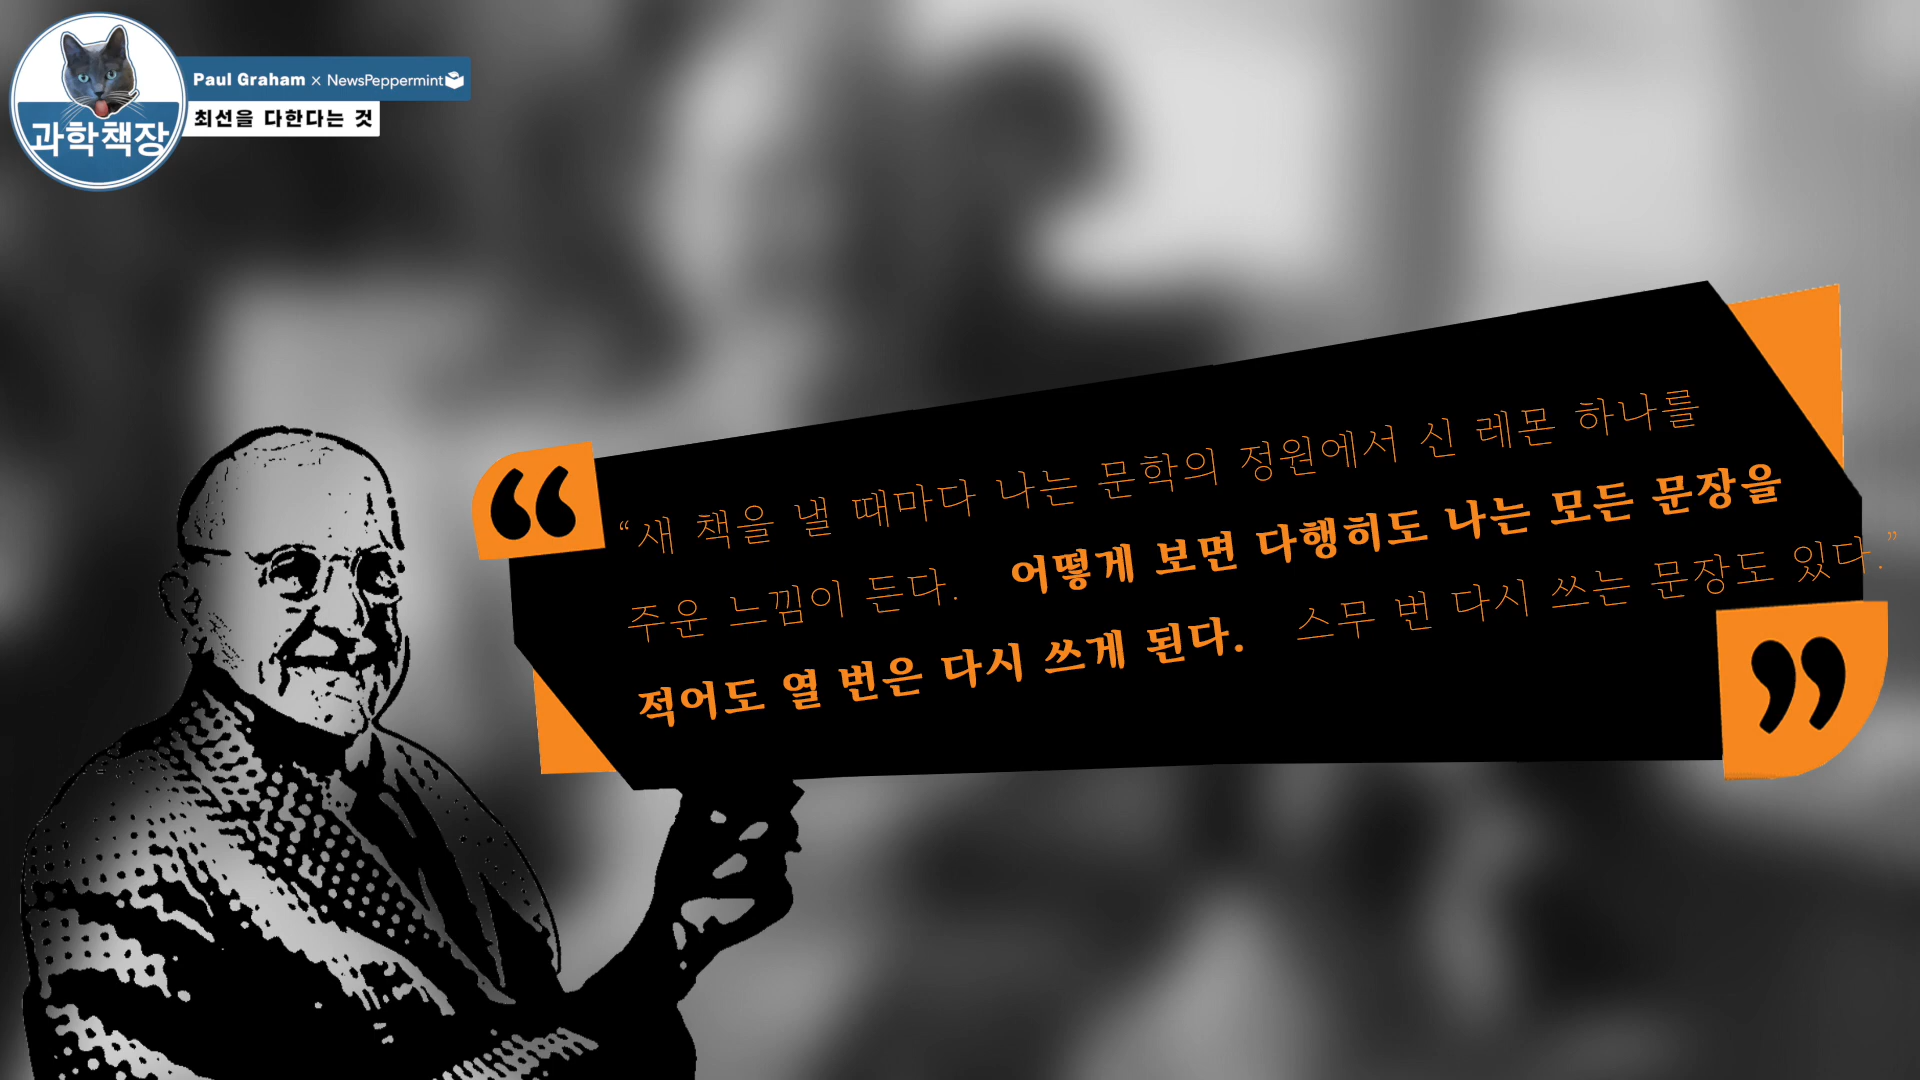 과학책장
Paul Graham × NewsPeppermint
최선을 다한다는 것
“새 책을 낼 때마다 나는 문학의 정원에서 신 레몬 하나를
주운 느낌이 든다. 어떻게 보면 다행히도 나는 모든 문장을
적어도 열 번은 다시 쓰게 된다. 스무 번 다시 쓰는 문장도 있다.”